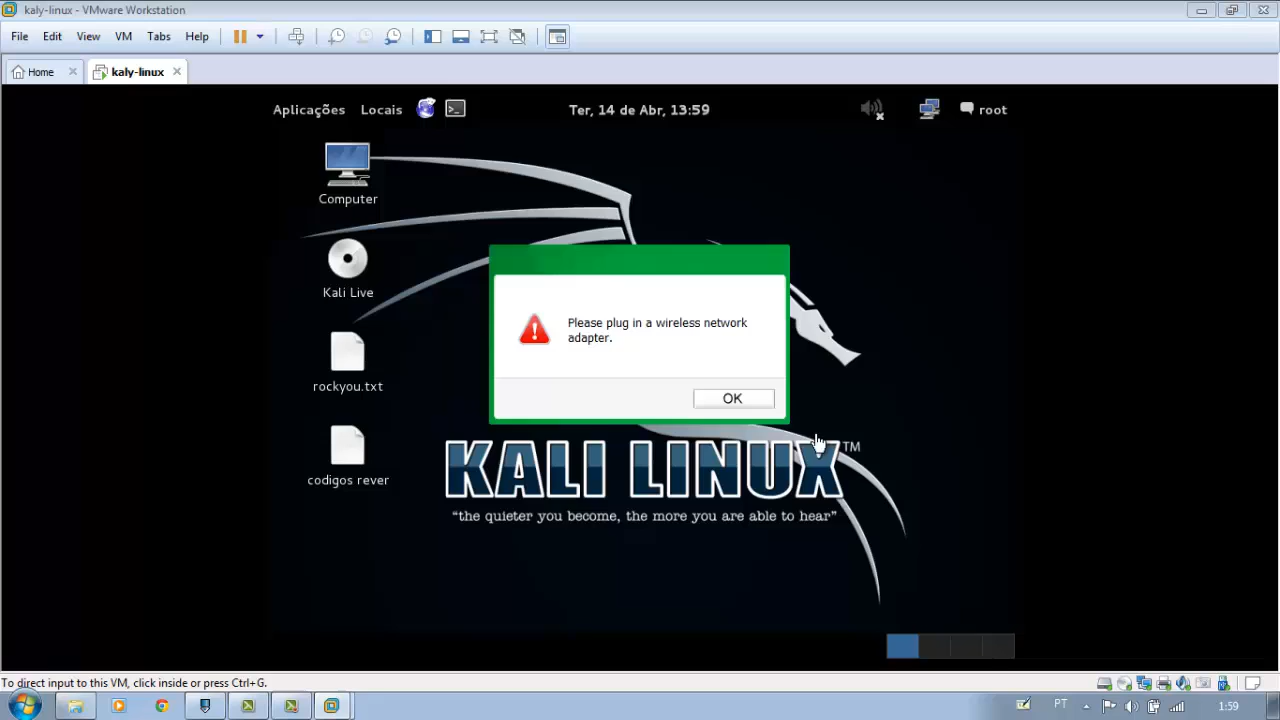 kaly-linux - VMware Workstation
File Edit View VM Tabs Help
Home kaly-linux
Aplicações Locais Ter, 14 de Abr, 13:59 root
Computer
Kali Live
rockyou.txt
codigos rever
Please plug in a wireless network
adapter.
OK
KALI LINUX TM
“the quieter you become, the more you are able to hear”
To direct input to this VM, click inside or press Ctrl+G.
PT 1:59